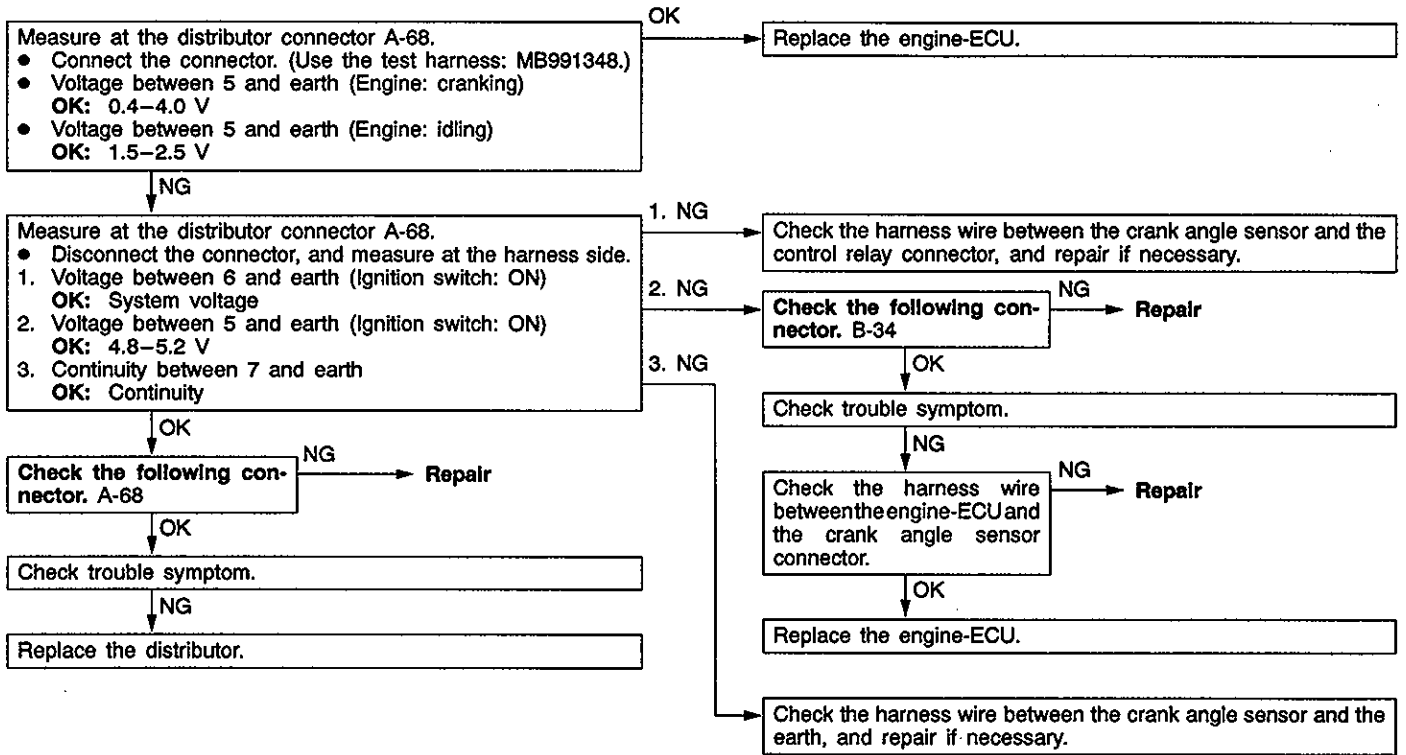 Measure at the distributor connector A-68.
● Connect the connector. (Use the test harness: MB991348.)
● Voltage between 5 and earth (Engine: cranking)
OK: 0.4–4.0 V
● Voltage between 5 and earth (Engine: idling)
OK: 1.5–2.5 V
OK
Replace the engine-ECU.
NG
Measure at the distributor connector A-68.
● Disconnect the connector, and measure at the harness side.
1. Voltage between 6 and earth (Ignition switch: ON)
OK: System voltage
2. Voltage between 5 and earth (Ignition switch: ON)
OK: 4.8–5.2 V
3. Continuity between 7 and earth
OK: Continuity
1. NG
Check the harness wire between the crank angle sensor and the
control relay connector, and repair if necessary.
2. NG
Check the following con-
nector. B-34
NG
Repair
OK
Check trouble symptom.
NG
Check the harness wire
between the engine-ECU and
the crank angle sensor
connector.
NG
Repair
OK
Replace the engine-ECU.
3. NG
Check the harness wire between the crank angle sensor and the
earth, and repair if necessary.
OK
Check the following con-
nector. A-68
NG
Repair
OK
Check trouble symptom.
NG
Replace the distributor.